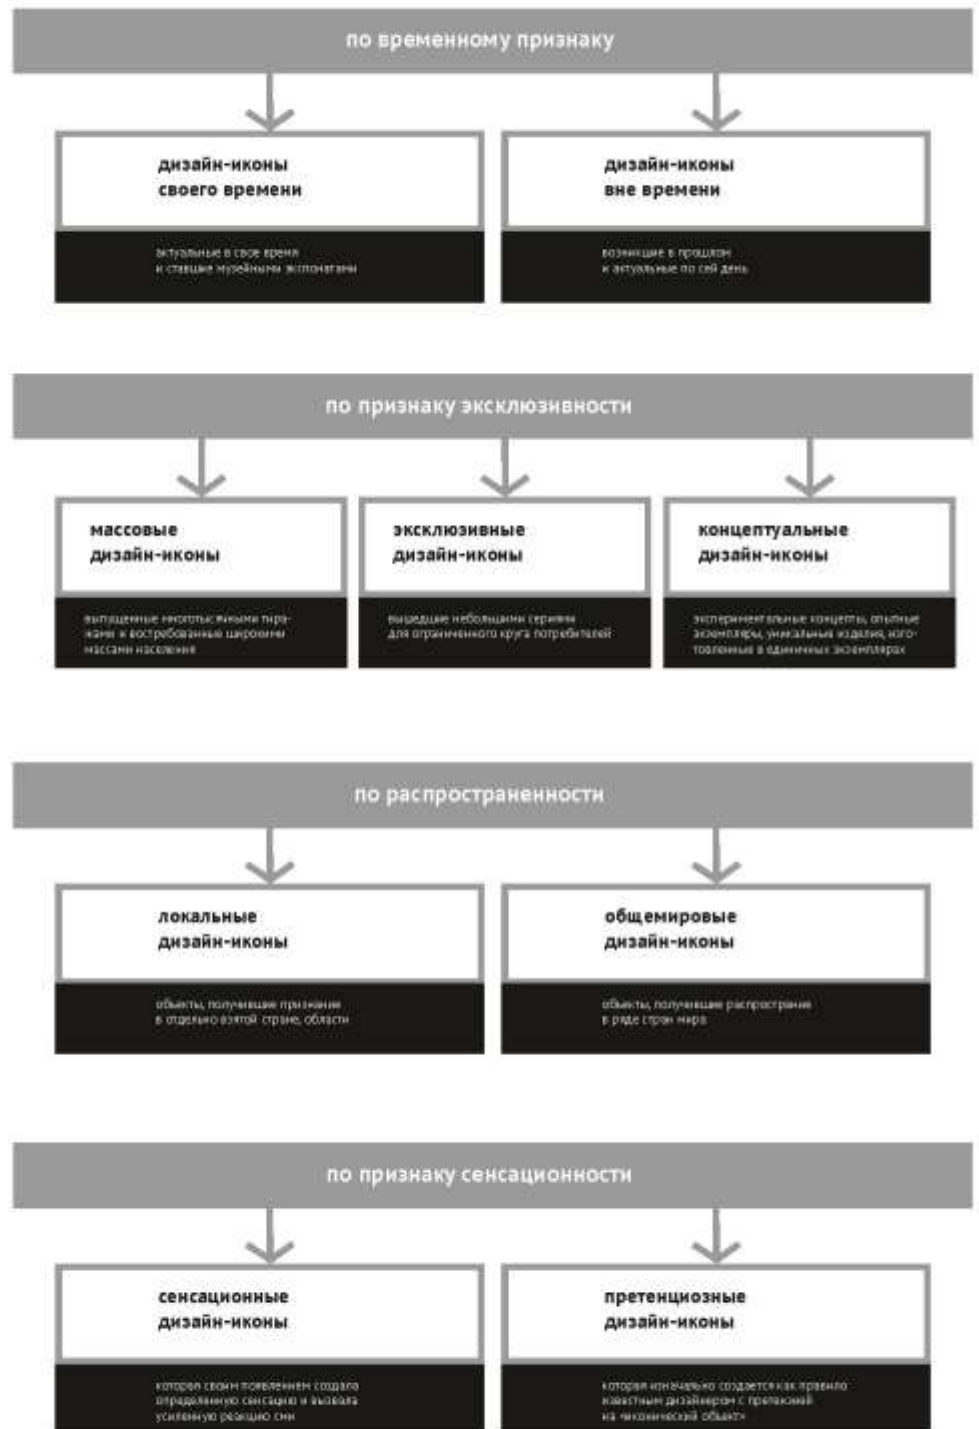 по временному признаку
дизайн-иконы
своего времени
актуальные в свое время
и ставшие музейными экспонатами
дизайн-иконы
вне времени
возникшие в прошлом
и актуальные по сей день
по признаку эксклюзивности
массовые
дизайн-иконы
выпущенные многотысячными тира-
жами и востребованные широкими
массами населения
эксклюзивные
дизайн-иконы
вышедшие небольшими сериями
для ограниченного круга потребителей
концептуальные
дизайн-иконы
экспериментальные концепты, опытные
экземпляры, уникальные изделия, изго-
товленные в единичных экземплярах
по распространенности
локальные
дизайн-иконы
объекты, получившие признание
в отдельно взятой стране, области
общемировые
дизайн-иконы
объекты, получившие распростране
в ряде стран мира
по признаку сенсационности
сенсационные
дизайн-иконы
которая своим появлением создала
определенную сенсацию и вызвала
усиленную реакцию сми
претенциозные
дизайн-иконы
которая изначально создается как правило
известным дизайнером с претензией
на «иконический объект»